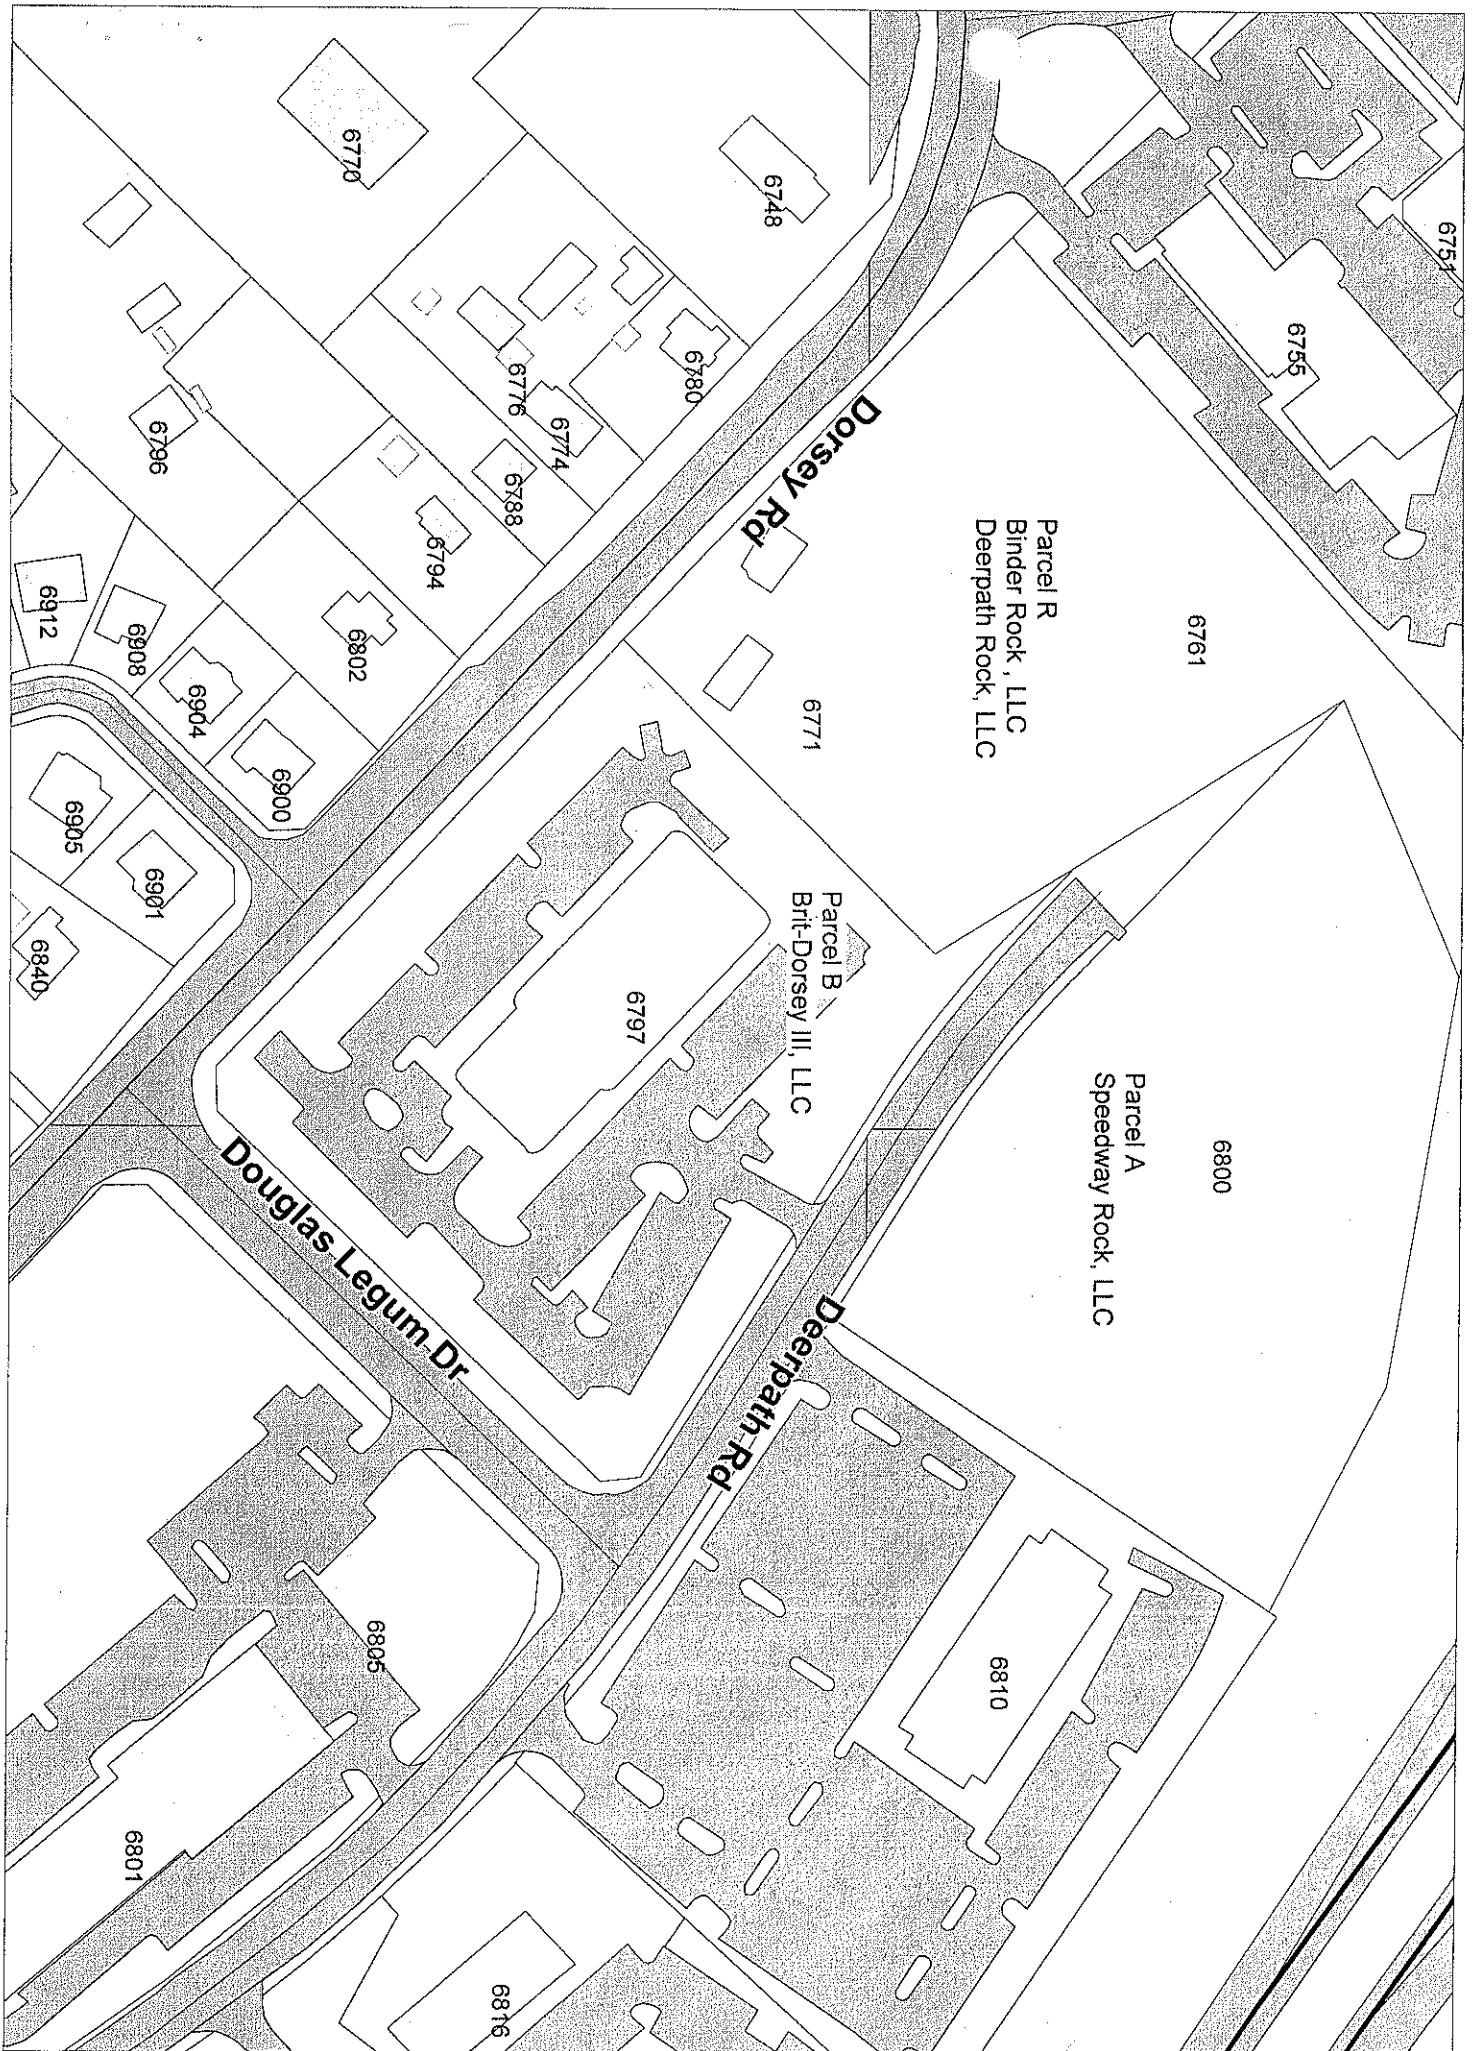 6751
6755
6761
Parcel R
Binder Rock , LLC
Deerpath Rock, LLC
6771
6800
Parcel A
Speedway Rock, LLC
Parcel B
Brit-Dorsey III, LLC
6797
6810
6748
6770
6780
6776
6774
6788
6794
6796
6802
6912
6908
6904
6900
6905
6901
6840
Dorsey Rd
Douglas Legum Dr
Deerpath Rd
6805
6801
6816